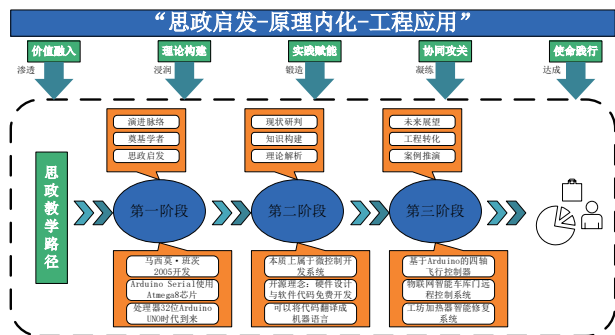 “思政启发-原理内化-工程应用”
价值融入
理论构建
实践赋能
协同攻关
使命践行
渗透
浸润
锻造
凝练
达成
演进脉络
奠基学者
思政启发
现状研判
知识构建
理论解析
未来展望
工程转化
案例推演
思政教学路径
第一阶段
第二阶段
第三阶段
马西莫·班茨
2005开发
Arduino Serial使用
Atmega8芯片
处理器32位Arduino
UNO时代到来
本质上属于微控制开
发系统
开源理念：硬件设计
与软件代码免费开发
可以将代码翻译成
机器语言
基于Arduino的四轴
飞行控制器
物联网智能车库门远
程控制系统
工坊加热器智能修复系
统